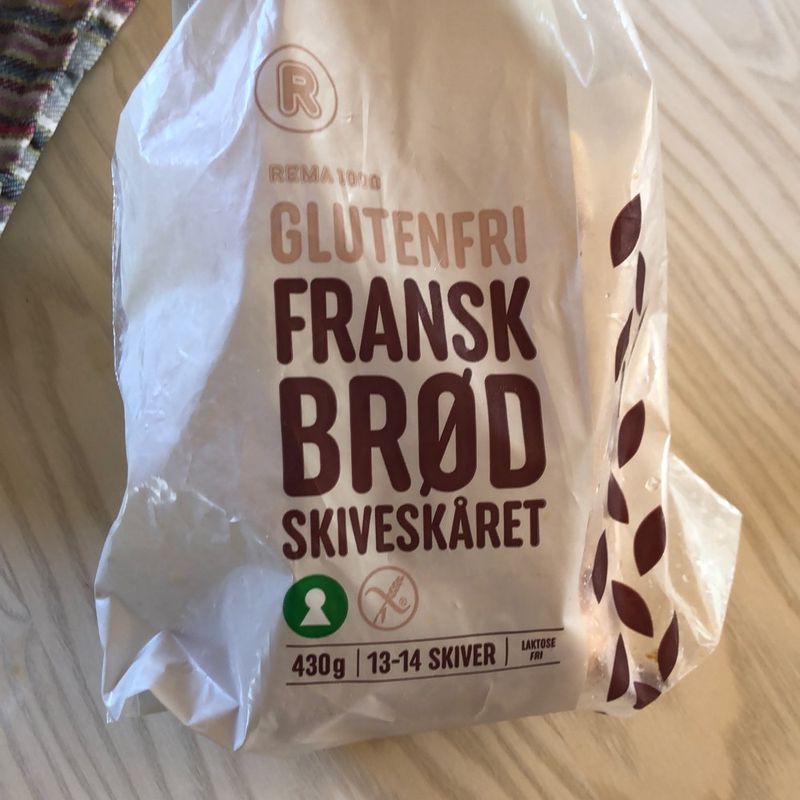 R
REMA 1000
GLUTENFRI
FRANSK
BRØD
SKIVESKÅRET
430g | 13-14 SKIVER | LAKTOSE
FRI